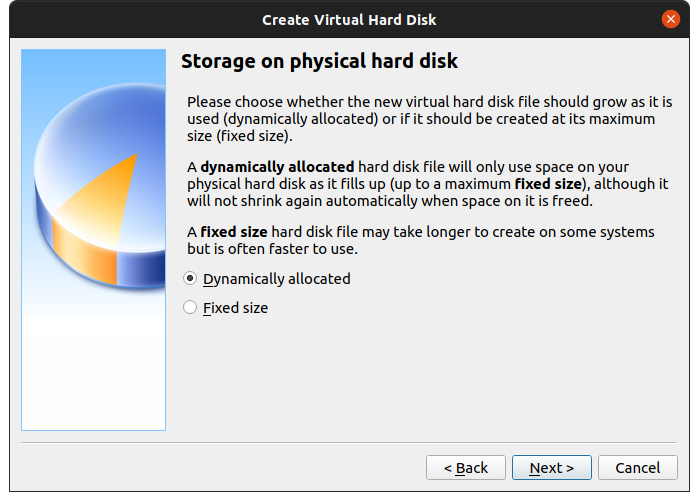 Create Virtual Hard Disk
Storage on physical hard disk
Please choose whether the new virtual hard disk file should grow as it is
used (dynamically allocated) or if it should be created at its maximum
size (fixed size).
A dynamically allocated hard disk file will only use space on your
physical hard disk as it fills up (up to a maximum fixed size), although it
will not shrink again automatically when space on it is freed.
A fixed size hard disk file may take longer to create on some systems
but is often faster to use.
Dynamically allocated
Fixed size
< Back
Next >
Cancel